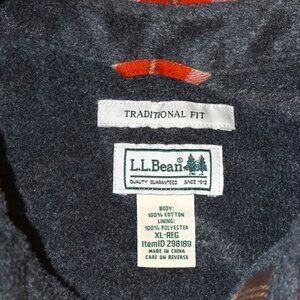 TRADITIONAL FIT
L.L.Bean®
QUALITY GUARANTEED SINCE 1912
BODY:
100% COTTON
LINING:
100% POLYESTER
XL-REG
ItemID 298189
MADE IN CHINA
CARE ON REVERSE